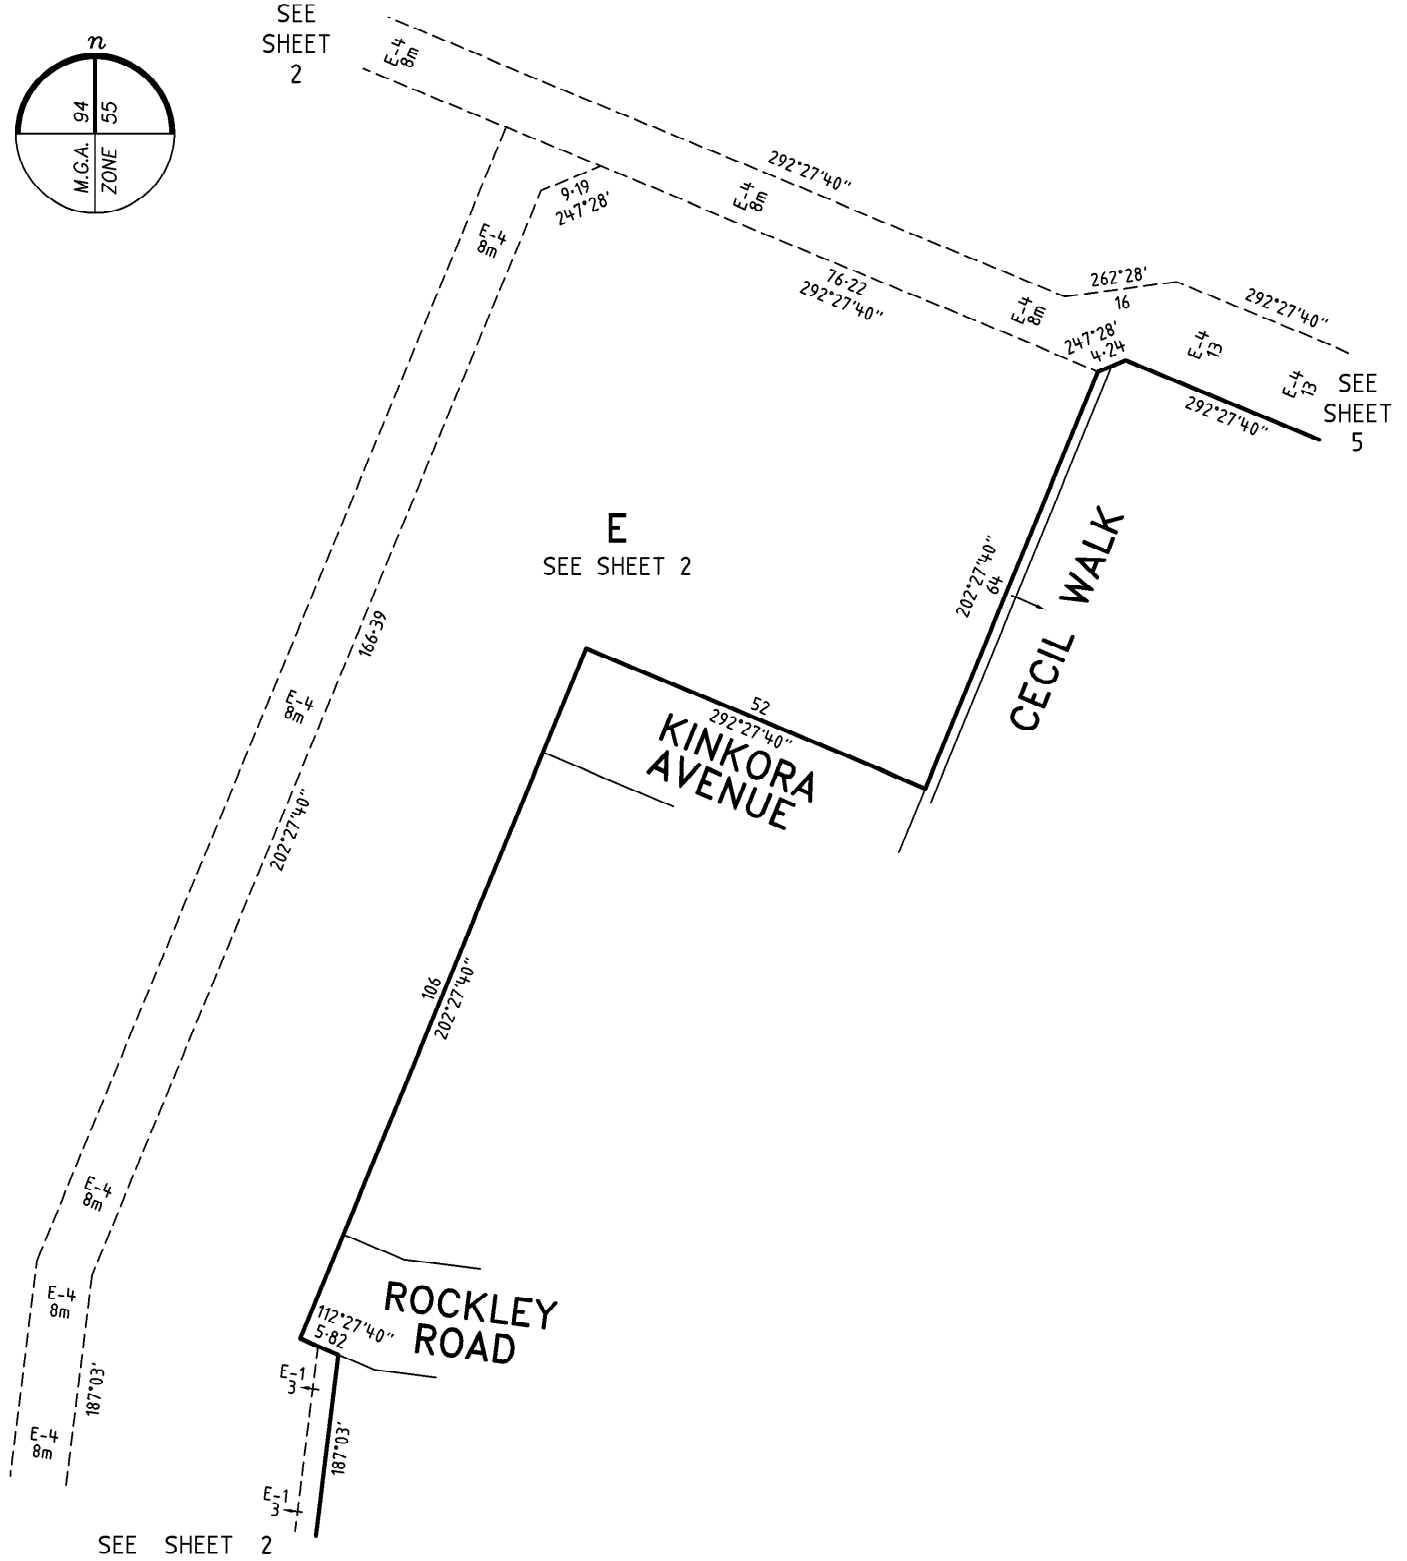 SEE
SHEET
2
n
M.G.A. 94
ZONE 55
E-4
8m
292°27'40"
9·19
247°28'
E-4
8m
E-4
8m
76·22
292°27'40"
262°28'
16
292°27'40"
E-4
8m
247°28'
4·24
E-4
13
E-4
13
SEE
SHEET
5
292°27'40"
E
SEE SHEET 2
202°27'40"
64
CECIL WALK
166·39
E-4
8m
52
292°27'40"
KINKORA
AVENUE
202°27'40"
106
202°27'40"
E-4
8m
E-4
8m
ROCKLEY
ROAD
112°27'40"
5·82
E-1
3
187°03'
E-4
8m
187°03'
E-1
3
SEE SHEET 2